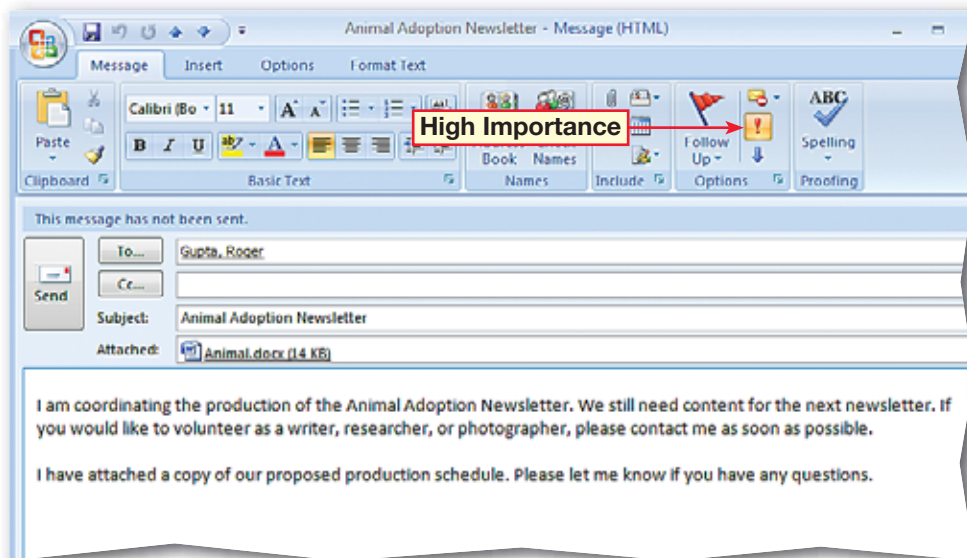 Animal Adoption Newsletter - Message (HTML)
Message Insert Options Format Text
Calibri (Bo 11 A A
ABC
Paste
B I U ab A
High Importance
Book Names
Follow Up
Spelling
Clipboard Basic Text Names Include Options Proofing
This message has not been sent.
To... Gupta, Roger
Cc...
Send
Subject: Animal Adoption Newsletter
Attached: Animal.docx (14 KB)
I am coordinating the production of the Animal Adoption Newsletter. We still need content for the next newsletter. If
you would like to volunteer as a writer, researcher, or photographer, please contact me as soon as possible.
I have attached a copy of our proposed production schedule. Please let me know if you have any questions.